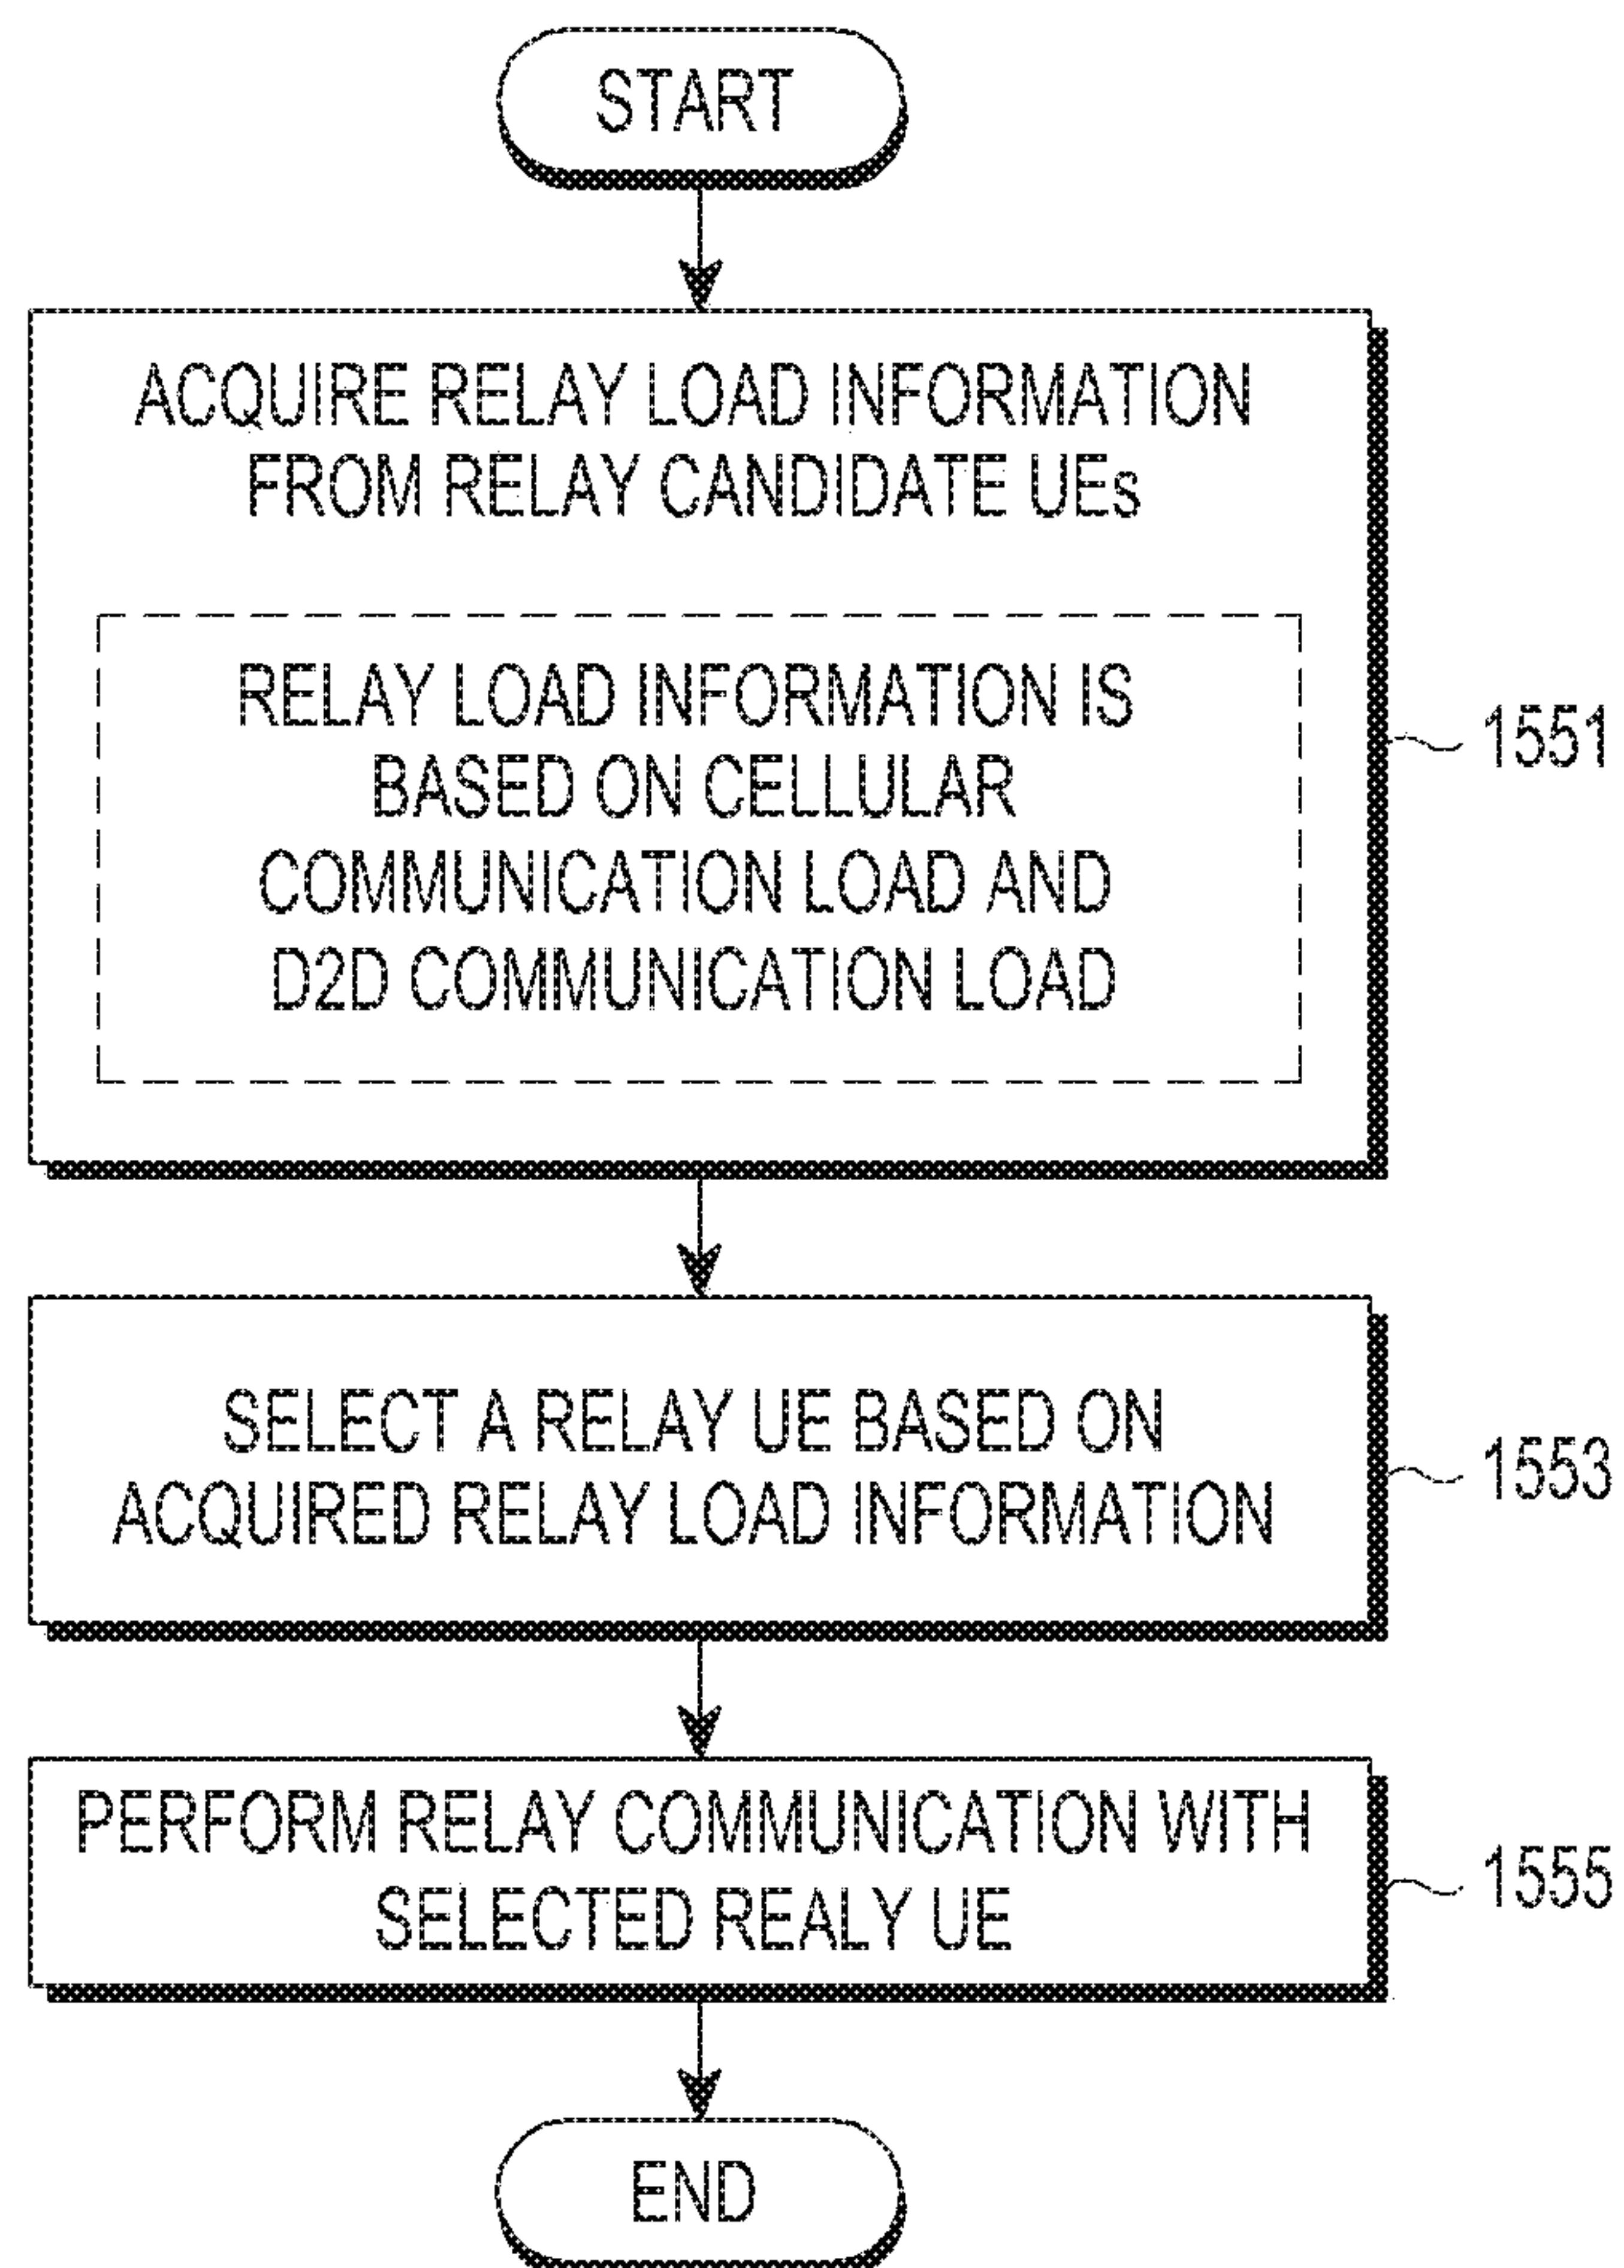 START
ACQUIRE RELAY LOAD INFORMATION
FROM RELAY CANDIDATE UEs
RELAY LOAD INFORMATION IS
BASED ON CELLULAR
COMMUNICATION LOAD AND
D2D COMMUNICATION LOAD
1551
SELECT A RELAY UE BASED ON
ACQUIRED RELAY LOAD INFORMATION
1553
PERFORM RELAY COMMUNICATION WITH
SELECTED REALY UE
1555
END